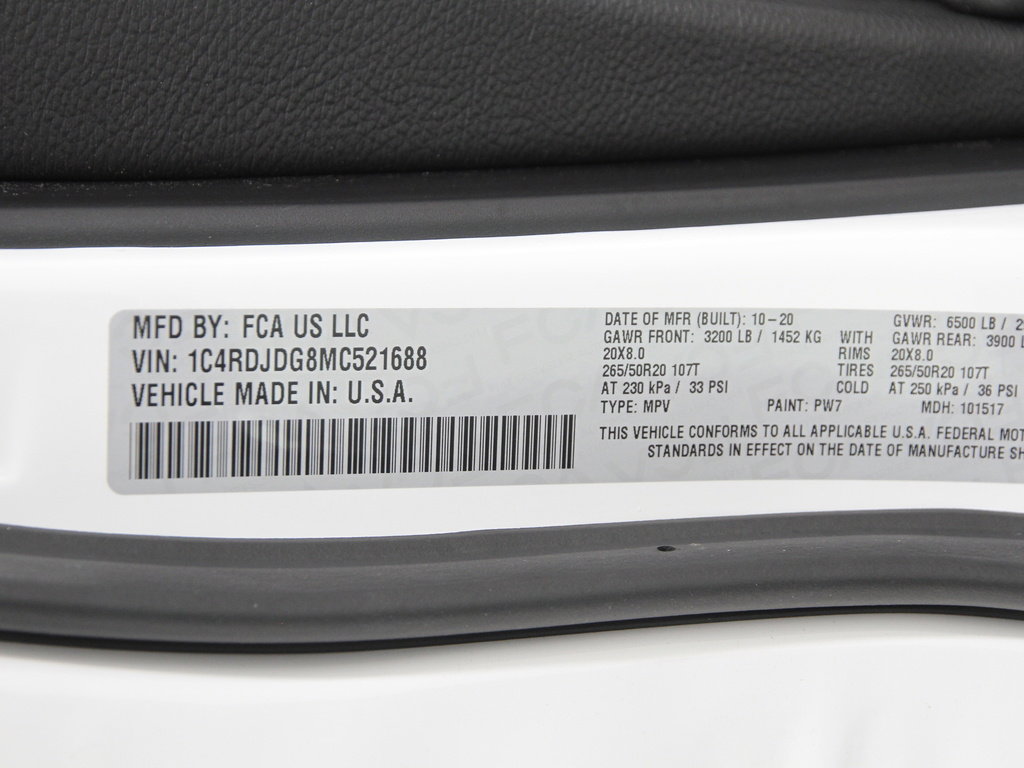 MFD BY: FCA US LLC
VIN: 1C4RDJDG8MC521688
VEHICLE MADE IN: U.S.A.
DATE OF MFR (BUILT): 10-20 GVWR: 6500 LB /
GAWR FRONT: 3200 LB / 1452 KG WITH GAWR REAR: 3900
20X8.0 RIMS 20X8.0
265/50R20 107T TIRES 265/50R20 107T
AT 230 kPa / 33 PSI COLD AT 250 kPa / 36 PSI
TYPE: MPV PAINT: PW7 MDH: 101517
THIS VEHICLE CONFORMS TO ALL APPLICABLE U.S.A. FEDERAL
STANDARDS IN EFFECT ON THE DATE OF MANUFACTURE